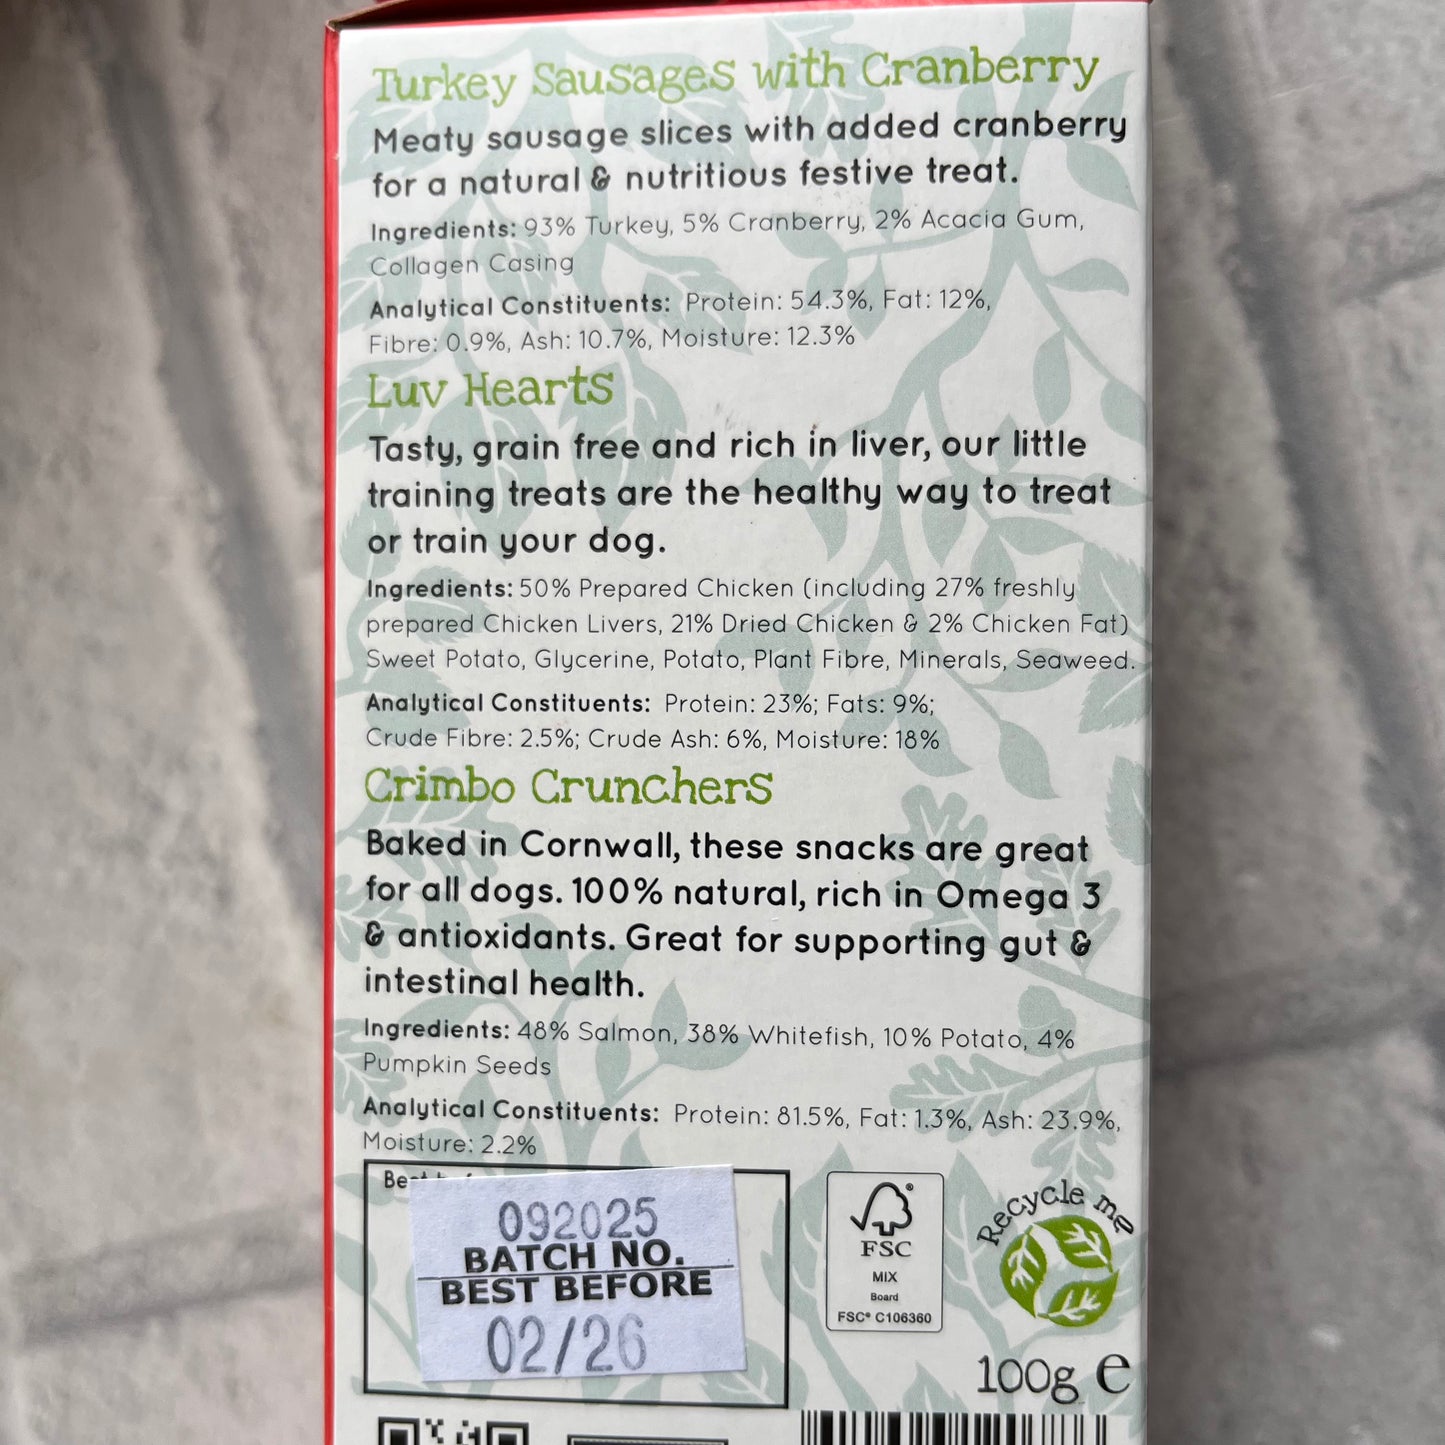 Turkey Sausages with Cranberry
Meaty sausage slices with added cranberry
for a natural & nutritious festive treat.
Ingredients: 93% Turkey, 5% Cranberry, 2% Acacia Gum,
Collagen Casing
Analytical Constituents: Protein: 54.3%, Fat: 12%,
Fibre: 0.9%, Ash: 10.7%, Moisture: 12.3%
Luv Hearts
Tasty, grain free and rich in liver, our little
training treats are the healthy way to treat
or train your dog.
Ingredients: 50% Prepared Chicken (including 27% freshly
prepared Chicken Livers, 21% Dried Chicken & 2% Chicken Fat)
Sweet Potato, Glycerine, Potato, Plant Fibre, Minerals, Seaweed.
Analytical Constituents: Protein: 23%; Fats: 9%;
Crude Fibre: 2.5%; Crude Ash: 6%, Moisture: 18%
Crimbo Crunchers
Baked in Cornwall, these snacks are great
for all dogs. 100% natural, rich in Omega 3
& antioxidants. Great for supporting gut &
intestinal health.
Ingredients: 48% Salmon, 38% Whitefish, 10% Potato, 4%
Pumpkin Seeds
Analytical Constituents: Protein: 81.5%, Fat: 1.3%, Ash: 23.9%,
Moisture: 2.2%
092025
BATCH NO.
BEST BEFORE
02/26
®
FSC
MIX
Board
FSC® C106360
Recycle me
100g e